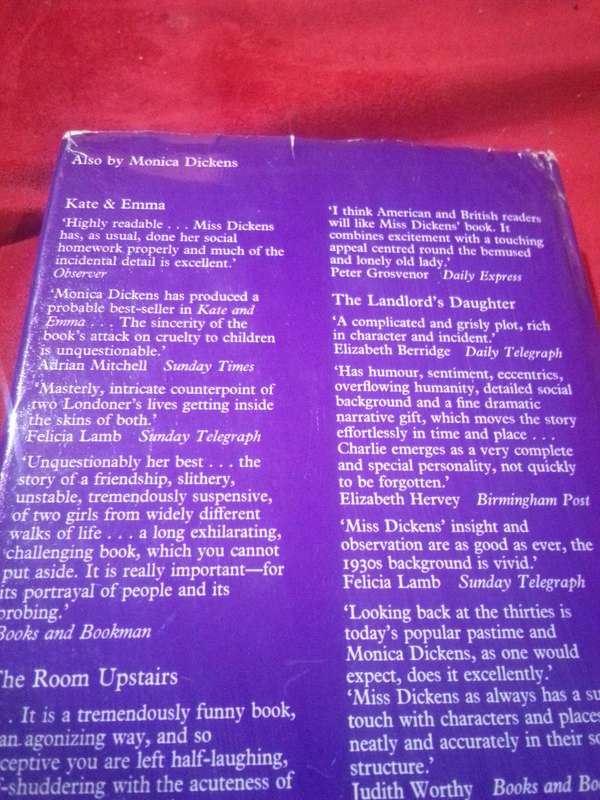 Also by Monica Dickens
Kate & Emma
‘Highly readable . . . Miss Dickens
has, as usual, done her social
homework properly and much of the
incidental detail is excellent.’
Observer
‘Monica Dickens has produced a
probable best-seller in Kate and
Emma . . . The sincerity of the
book’s attack on cruelty to children
is unquestionable.’
Adrian Mitchell Sunday Times
‘Masterly, intricate counterpoint of
two Londoner’s lives getting inside
the skins of both.’
Felicia Lamb Sunday Telegraph
‘Unquestionably her best . . . the
story of a friendship, slithery,
unstable, tremendously suspensive,
of two girls from widely different
walks of life . . . a long exhilarating,
challenging book, which you cannot
put aside. It is really important—for
its portrayal of people and its
probing.’
Books and Bookman
The Room Upstairs
. . It is a tremendously funny book,
an agonizing way, and so
ceptive you are left half-laughing,
f-shuddering with the acuteness of
‘I think American and British readers
will like Miss Dickens’ book. It
combines excitement with a touching
appeal centred round the bemused
and lonely old lady.’
Peter Grosvenor Daily Express
The Landlord’s Daughter
‘A complicated and grisly plot, rich
in character and incident.’
Elizabeth Berridge Daily Telegraph
‘Has humour, sentiment, eccentrics,
overflowing humanity, detailed social
background and a fine dramatic
narrative gift, which moves the story
effortlessly in time and place . . .
Charlie emerges as a very complete
and special personality, not quickly
to be forgotten.’
Elizabeth Hervey Birmingham Post
‘Miss Dickens’ insight and
observation are as good as ever, the
1930s background is vivid.’
Felicia Lamb Sunday Telegraph
‘Looking back at the thirties is
today’s popular pastime and
Monica Dickens, as one would
expect, does it excellently.’
‘Miss Dickens as always has a su
touch with characters and places
neatly and accurately in their so
structure.’
Judith Worthy Books and Bo